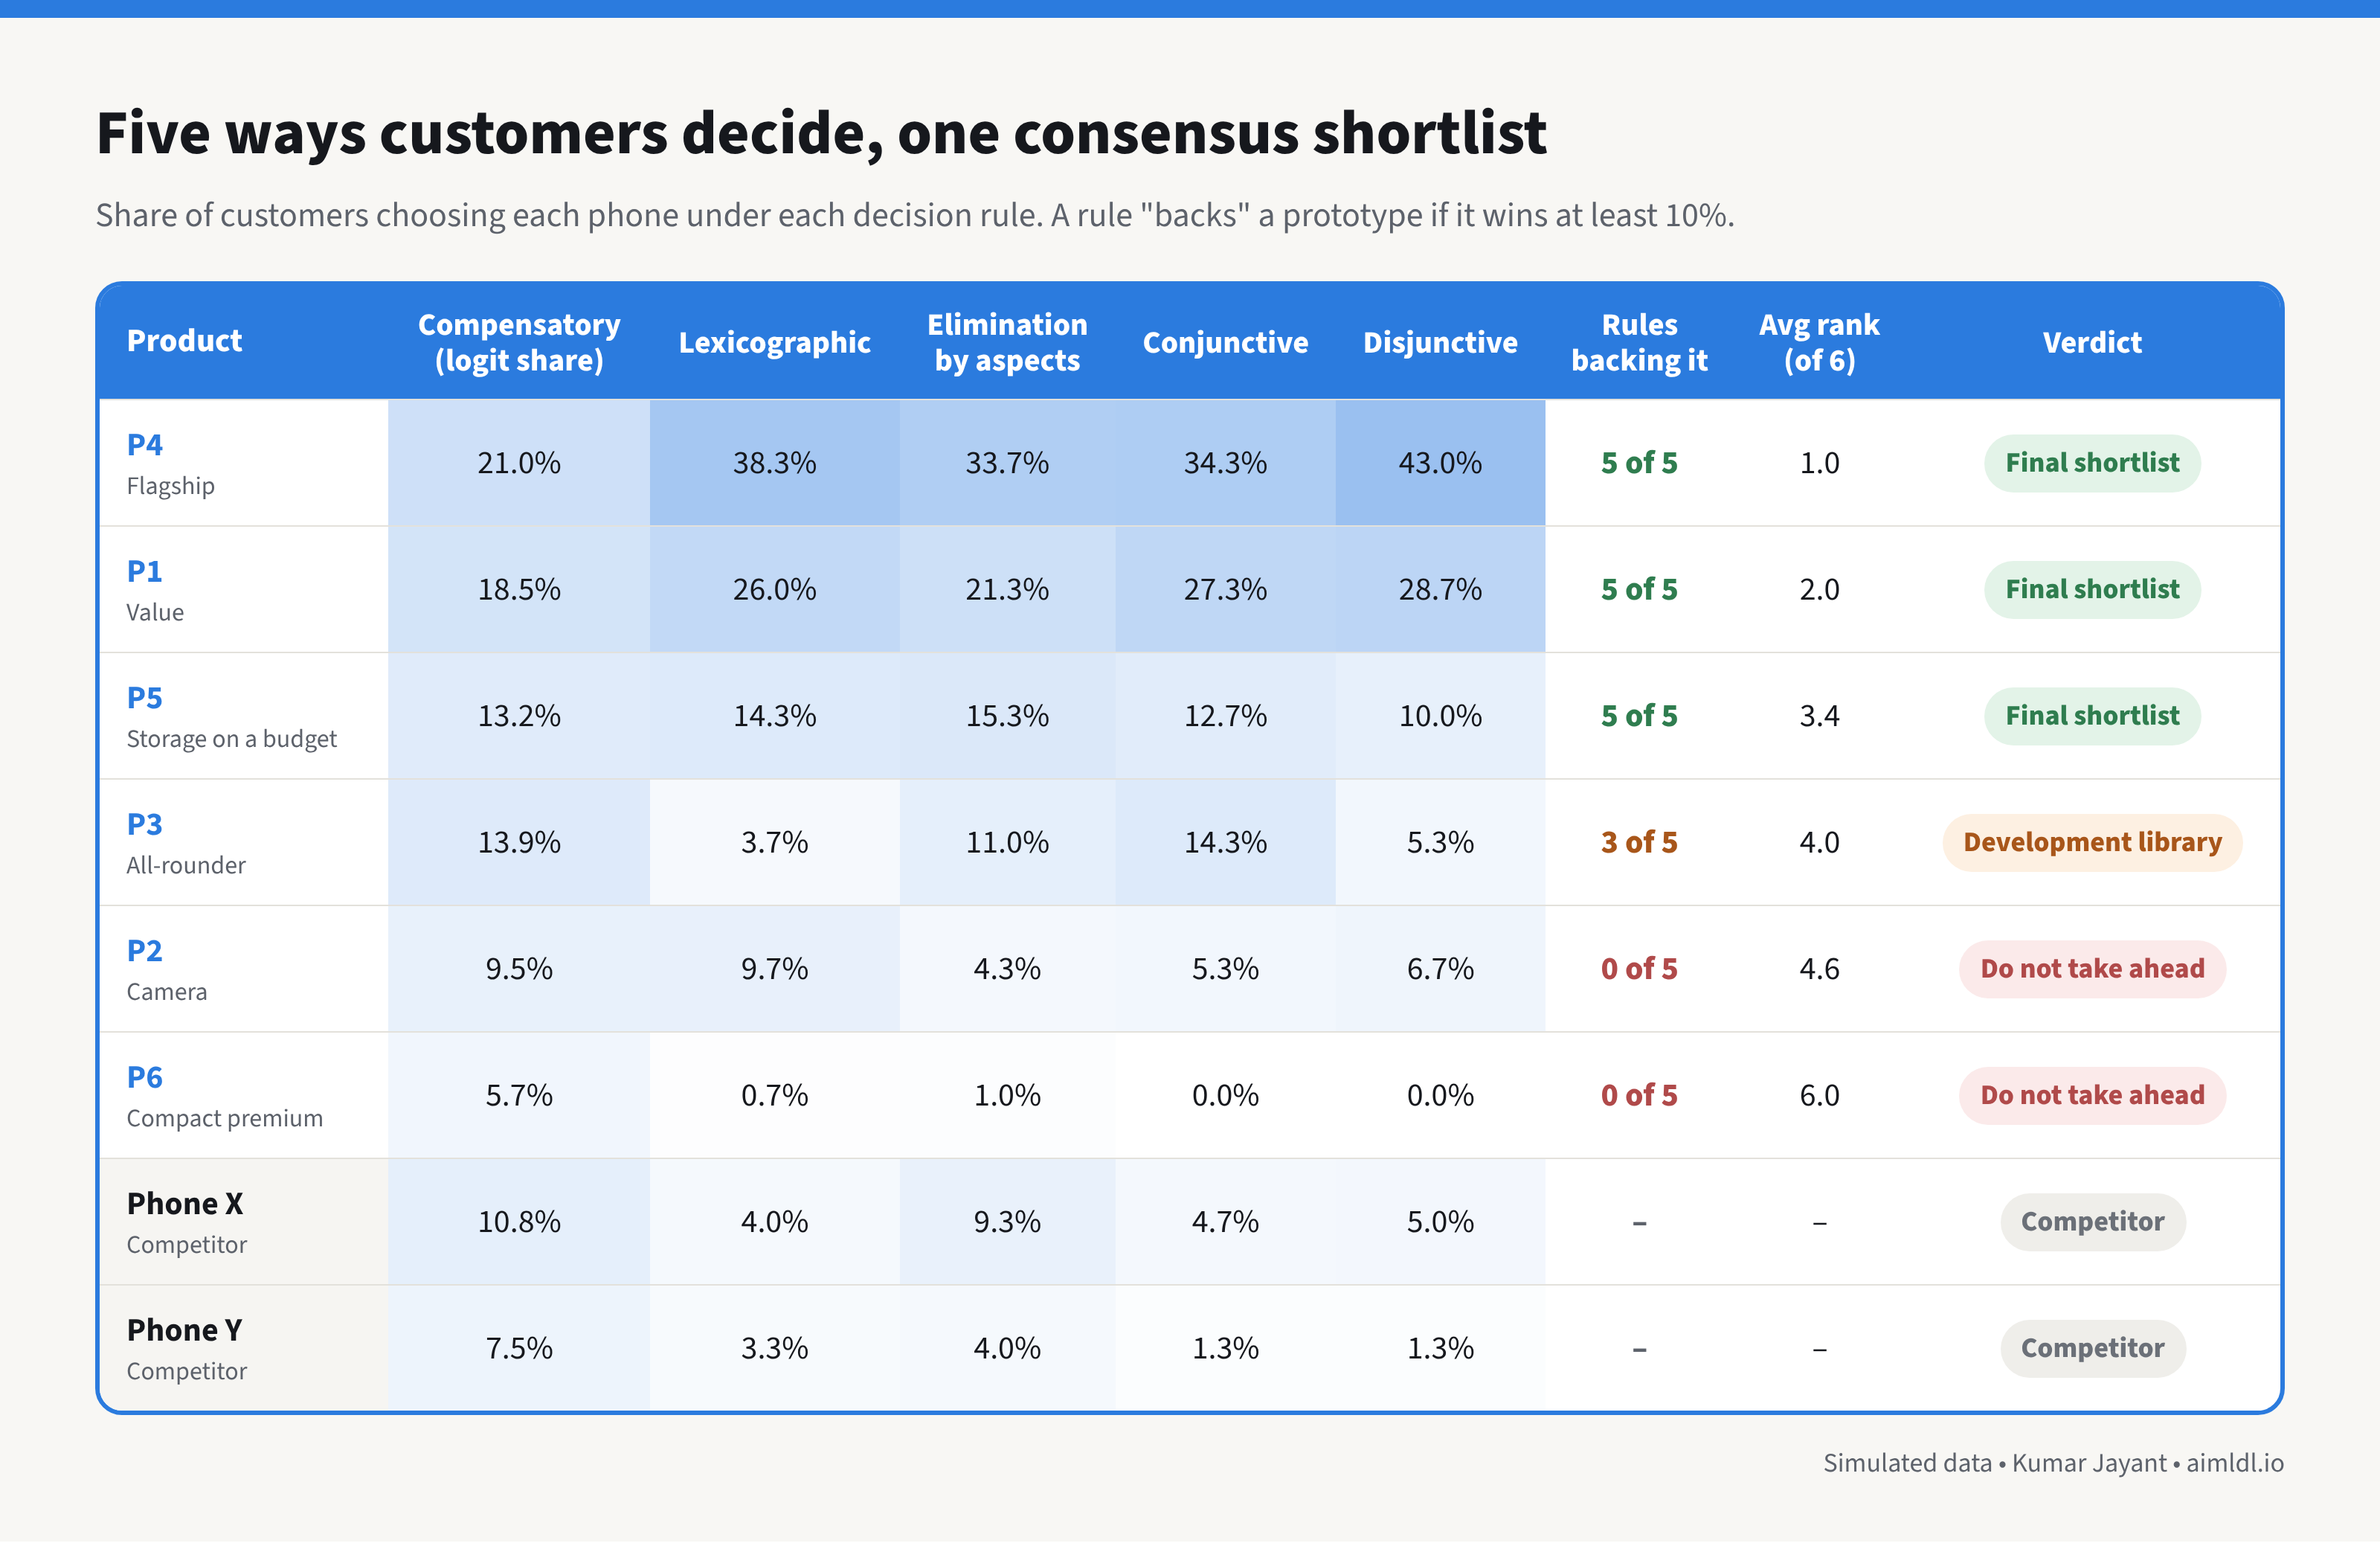 Five ways customers decide, one consensus shortlist
Share of customers choosing each phone under each decision rule. A rule "backs" a prototype if it wins at least 10%.
Product Compensatory (logit share) Lexicographic Elimination by aspects Conjunctive Disjunctive Rules backing it Avg rank (of 6) Verdict
P4 21.0% 38.3% 33.7% 34.3% 43.0% 5 of 5 1.0 Final shortlist
Flagship
P1 18.5% 26.0% 21.3% 27.3% 28.7% 5 of 5 2.0 Final shortlist
Value
P5 13.2% 14.3% 15.3% 12.7% 10.0% 5 of 5 3.4 Final shortlist
Storage on a budget
P3 13.9% 3.7% 11.0% 14.3% 5.3% 3 of 5 4.0 Development library
All-rounder
P2 9.5% 9.7% 4.3% 5.3% 6.7% 0 of 5 4.6 Do not take ahead
Camera
P6 5.7% 0.7% 1.0% 0.0% 0.0% 0 of 5 6.0 Do not take ahead
Compact premium
Phone X 10.8% 4.0% 9.3% 4.7% 5.0% – – Competitor
Competitor
Phone Y 7.5% 3.3% 4.0% 1.3% 1.3% – – Competitor
Competitor
Simulated data • Kumar Jayant • aimldl.io